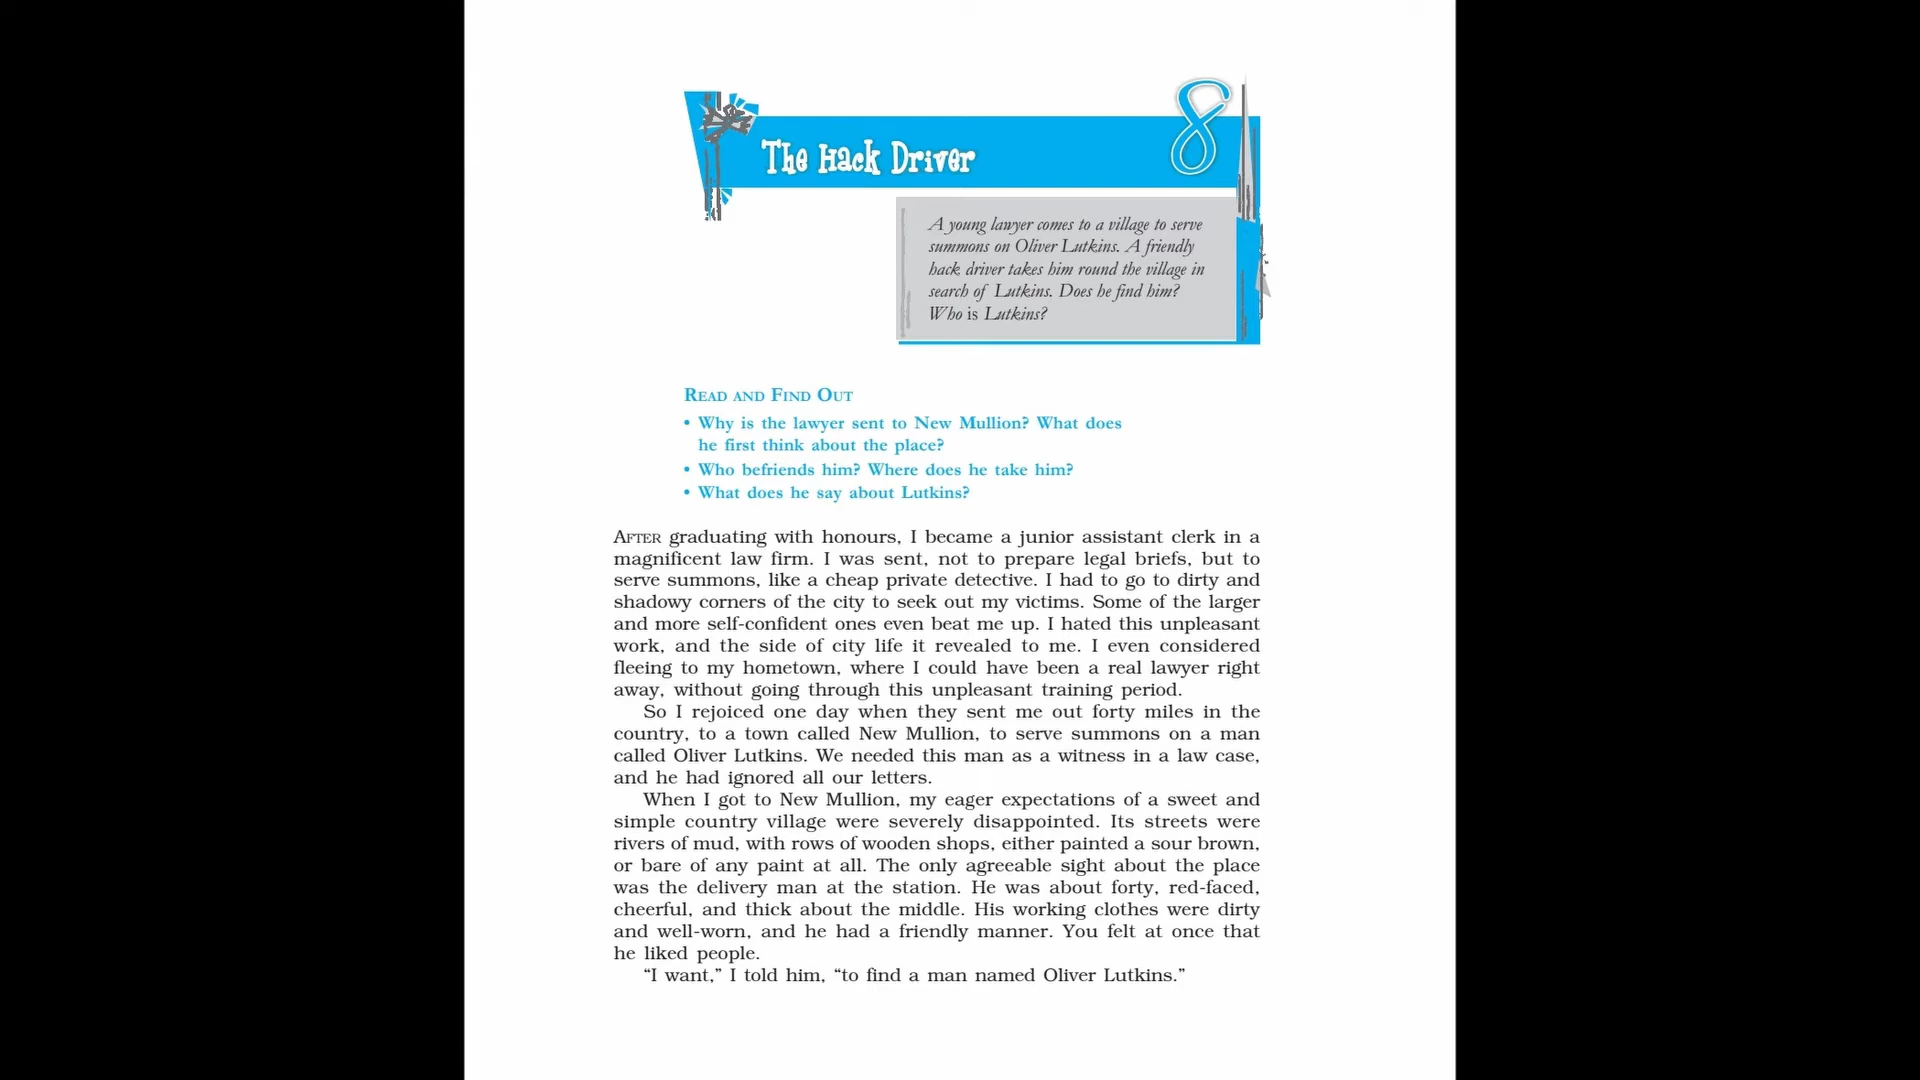 8
The Hack Driver
A young lawyer comes to a village to serve
summons on Oliver Lutkins. A friendly
hack driver takes him round the village in
search of Lutkins. Does he find him?
Who is Lutkins?
READ AND FIND OUT
• Why is the lawyer sent to New Mullion? What does
he first think about the place?
• Who befriends him? Where does he take him?
• What does he say about Lutkins?
AFTER graduating with honours, I became a junior assistant clerk in a
magnificent law firm. I was sent, not to prepare legal briefs, but to
serve summons, like a cheap private detective. I had to go to dirty and
shadowy corners of the city to seek out my victims. Some of the larger
and more self-confident ones even beat me up. I hated this unpleasant
work, and the side of city life it revealed to me. I even considered
fleeing to my hometown, where I could have been a real lawyer right
away, without going through this unpleasant training period.
So I rejoiced one day when they sent me out forty miles in the
country, to a town called New Mullion, to serve summons on a man
called Oliver Lutkins. We needed this man as a witness in a law case,
and he had ignored all our letters.
When I got to New Mullion, my eager expectations of a sweet and
simple country village were severely disappointed. Its streets were
rivers of mud, with rows of wooden shops, either painted a sour brown,
or bare of any paint at all. The only agreeable sight about the place
was the delivery man at the station. He was about forty, red-faced,
cheerful, and thick about the middle. His working clothes were dirty
and well-worn, and he had a friendly manner. You felt at once that
he liked people.
“I want,” I told him, “to find a man named Oliver Lutkins.”